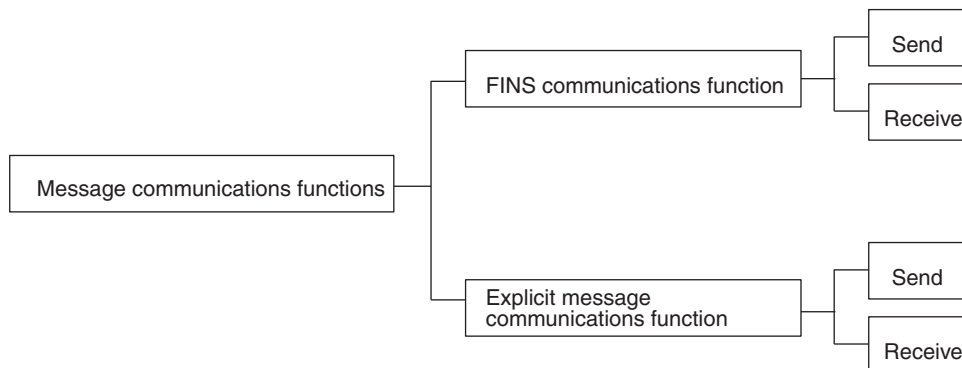 Send
FINS communications function
Receive
Message communications functions
Send
Explicit message
communications function
Receive